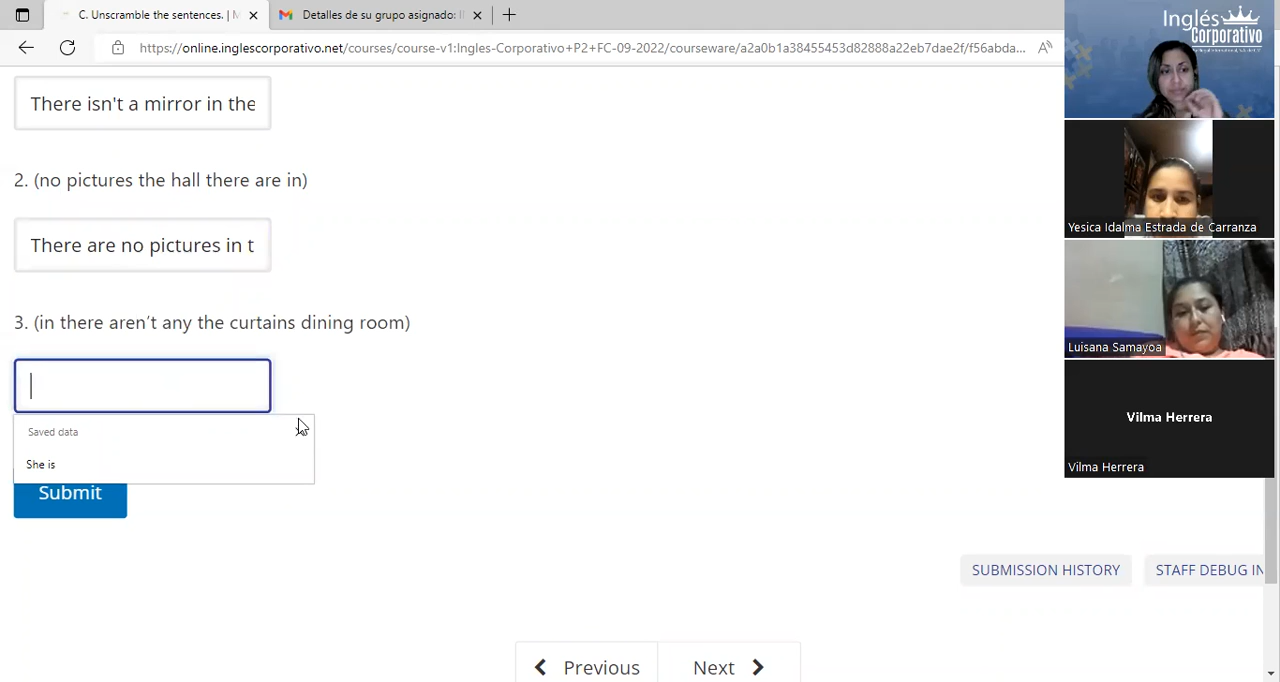 C. Unscramble the sentences. | M
Detalles de su grupo asignado: I
https://online.inglescorporativo.net/courses/course-v1:Ingles-Corporativo+P2+FC-09-2022/courseware/a2a0b1a38455453d82888a22eb7dae2f/f56abda...
There isn't a mirror in the
2. (no pictures the hall there are in)
There are no pictures in t
3. (in there aren't any the curtains dining room)
Saved data
She is
Submit
SUBMISSION HISTORY
STAFF DEBUG IN
Previous
Next
Inglés
Corporativo
Yesica Idalma Estrada de Carranza
Luisana Samayoa
Vilma Herrera
Vilma Herrera